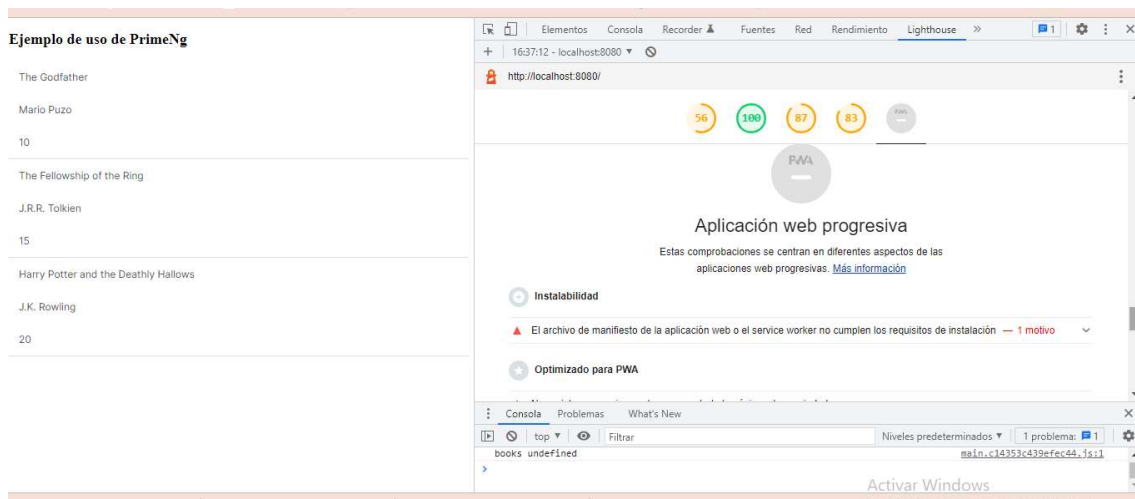 Ejemplo de uso de PrimeNg
The Godfather
Mario Puzo
10
The Fellowship of the Ring
J.R.R. Tolkien
15
Harry Potter and the Deathly Hallows
J.K. Rowling
20
Elementos Consola Recorder Fuentes Red Rendimiento Lighthouse » 1
+ 16:37:12 - localhost:8080 ▼
http://localhost:8080/
56 100 87 83 PWA
PWA
Aplicación web progresiva
Estas comprobaciones se centran en diferentes aspectos de las
aplicaciones web progresivas. Más información
Instalabilidad
El archivo de manifiesto de la aplicación web o el service worker no cumplen los requisitos de instalación — 1 motivo
Optimizado para PWA
Consola Problemas What's New
top ▼ Filtrar Niveles predeterminados ▼ 1 problema: 1
books undefined main.c14353c439efec44.js:1
>
Activar Windows